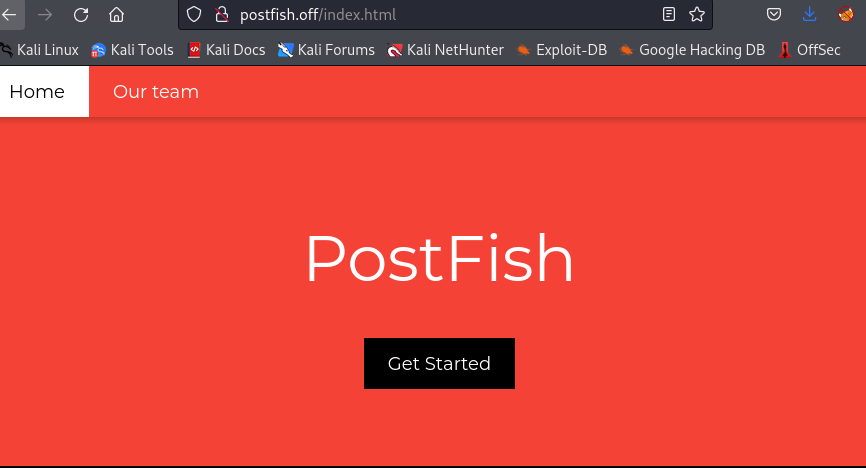 postfish.off/index.html
Kali Linux Kali Tools Kali Docs Kali Forums Kali NetHunter Exploit-DB Google Hacking DB OffSec
Home Our team
PostFish
Get Started